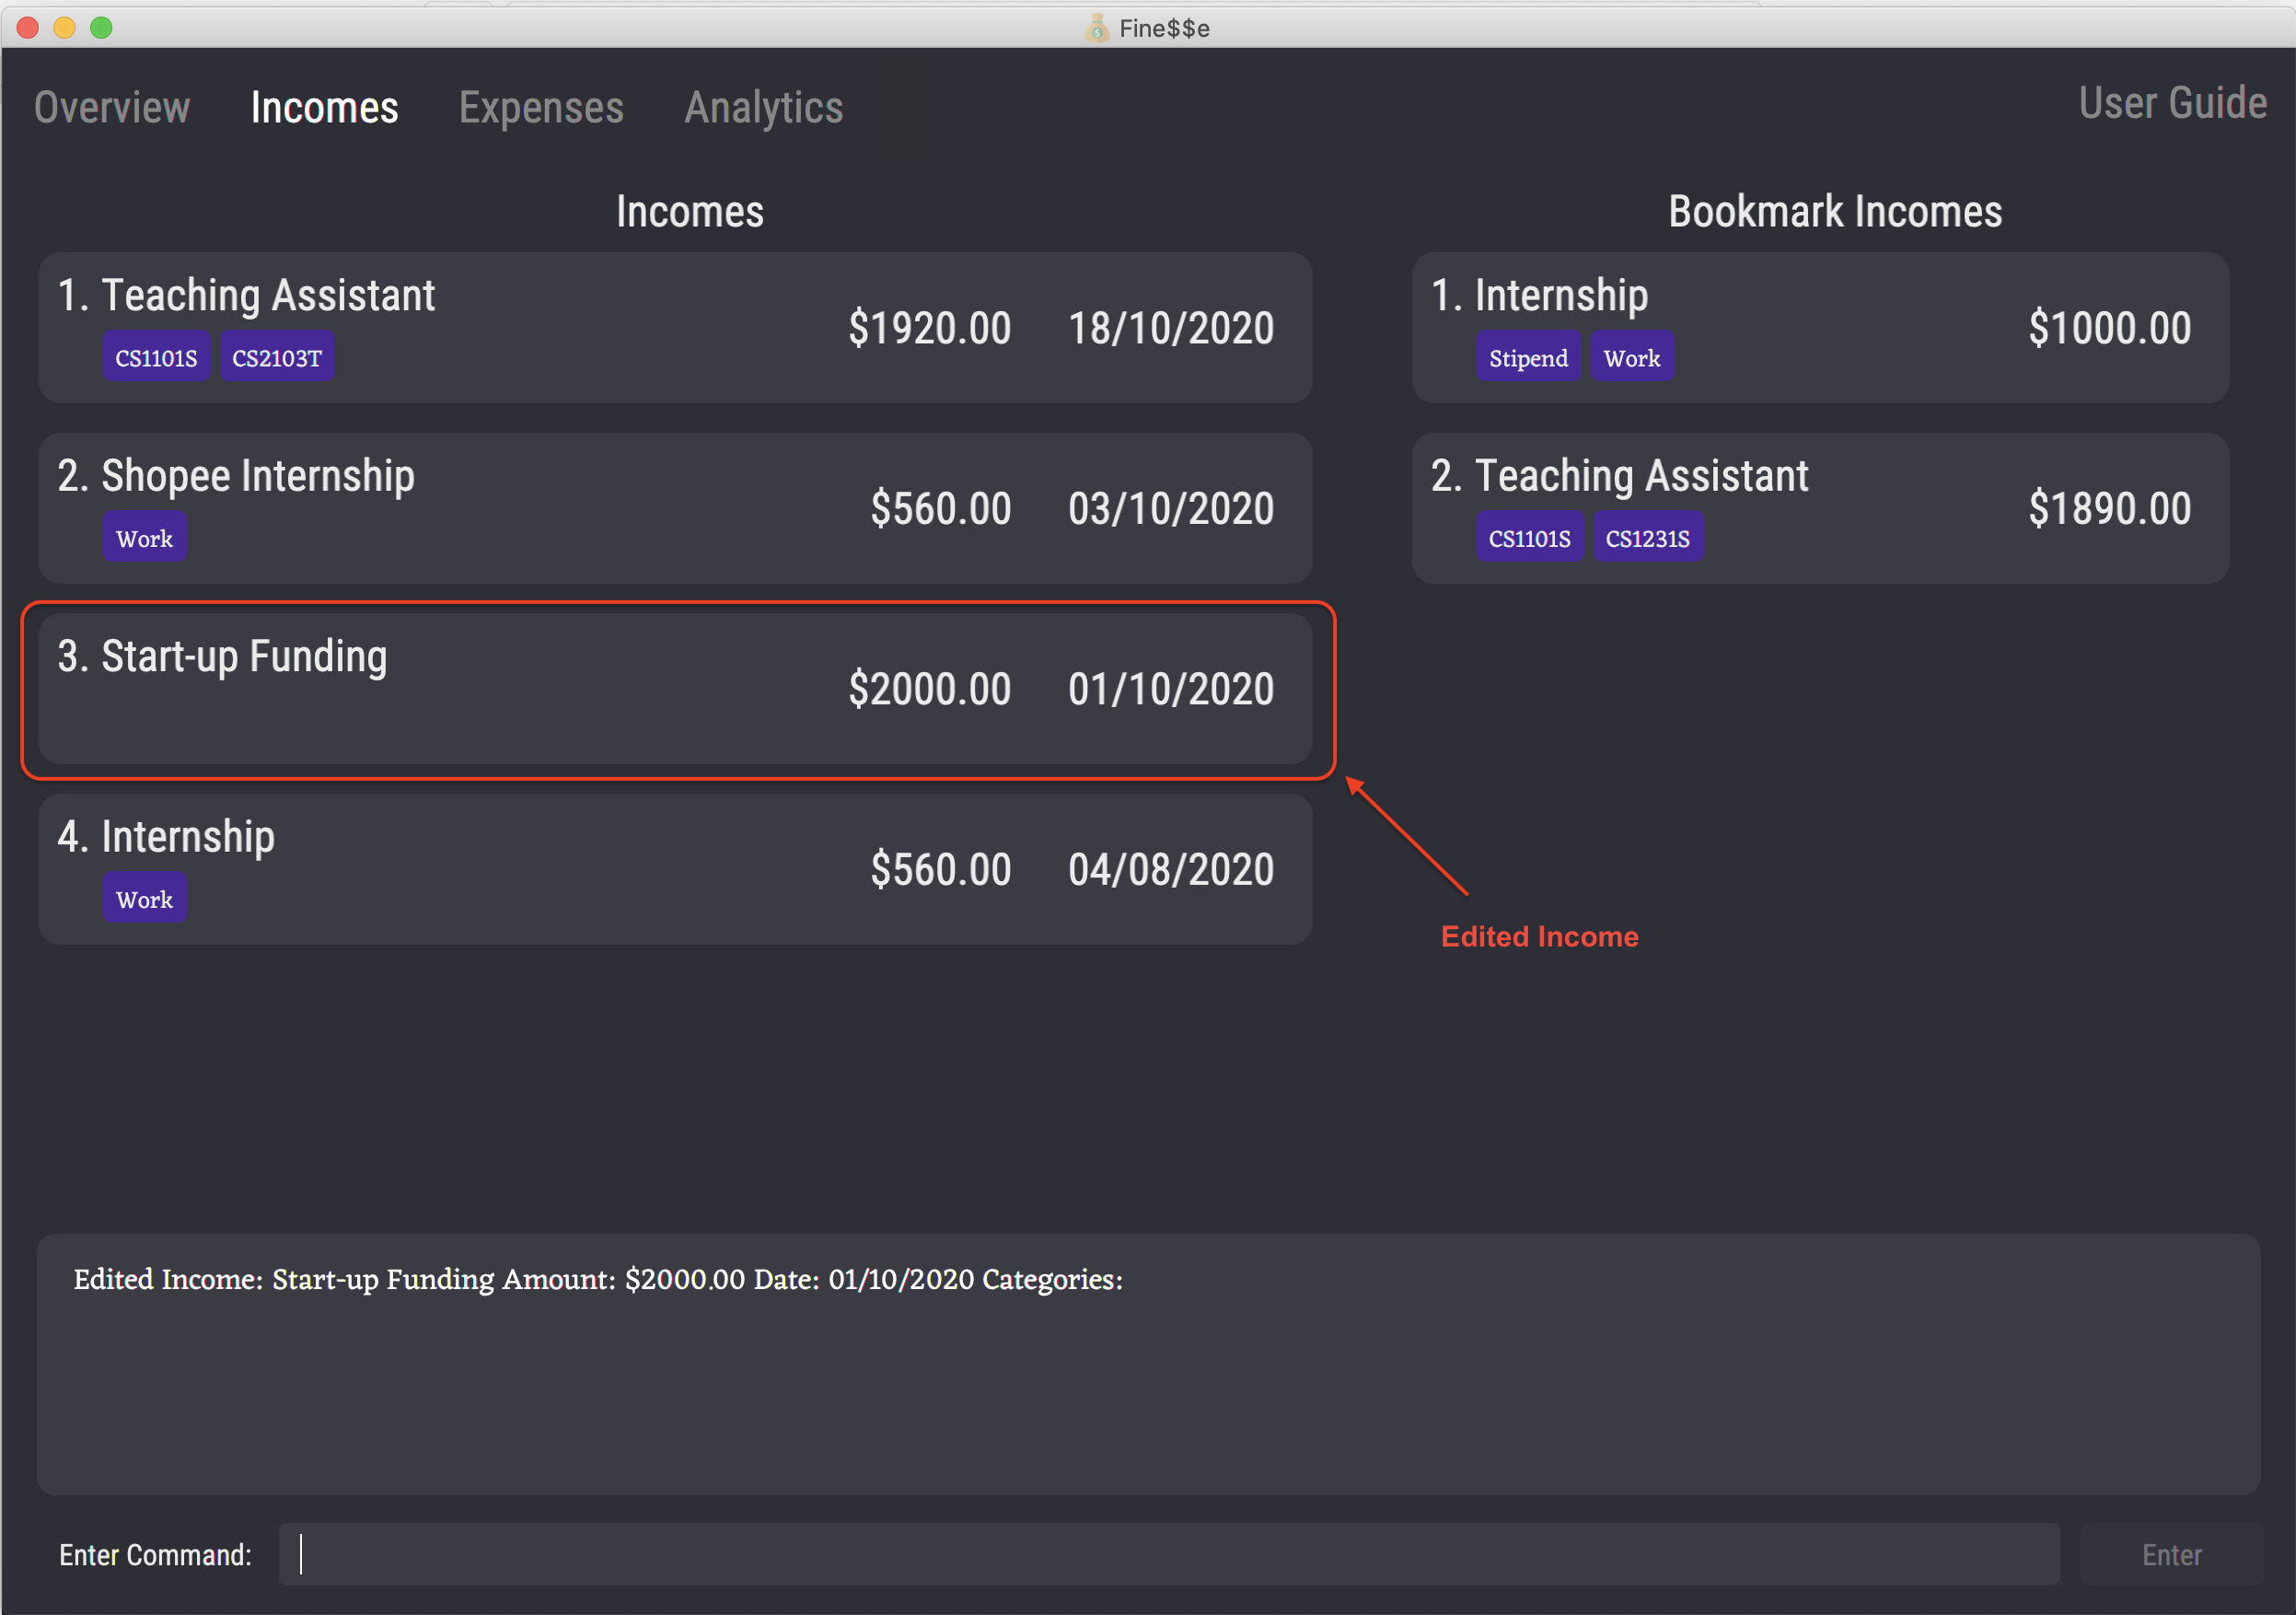 Fine$$e
Overview Incomes Expenses Analytics User Guide
Incomes
1. Teaching Assistant
$1920.00 18/10/2020
CS1101S CS2103T
2. Shopee Internship
$560.00 03/10/2020
Work
3. Start-up Funding
$2000.00 01/10/2020
4. Internship
$560.00 04/08/2020
Work
Bookmark Incomes
1. Internship
$1000.00
Stipend Work
2. Teaching Assistant
$1890.00
CS1101S CS1231S
Edited Income
Edited Income: Start-up Funding Amount: $2000.00 Date: 01/10/2020 Categories:
Enter Command: Enter